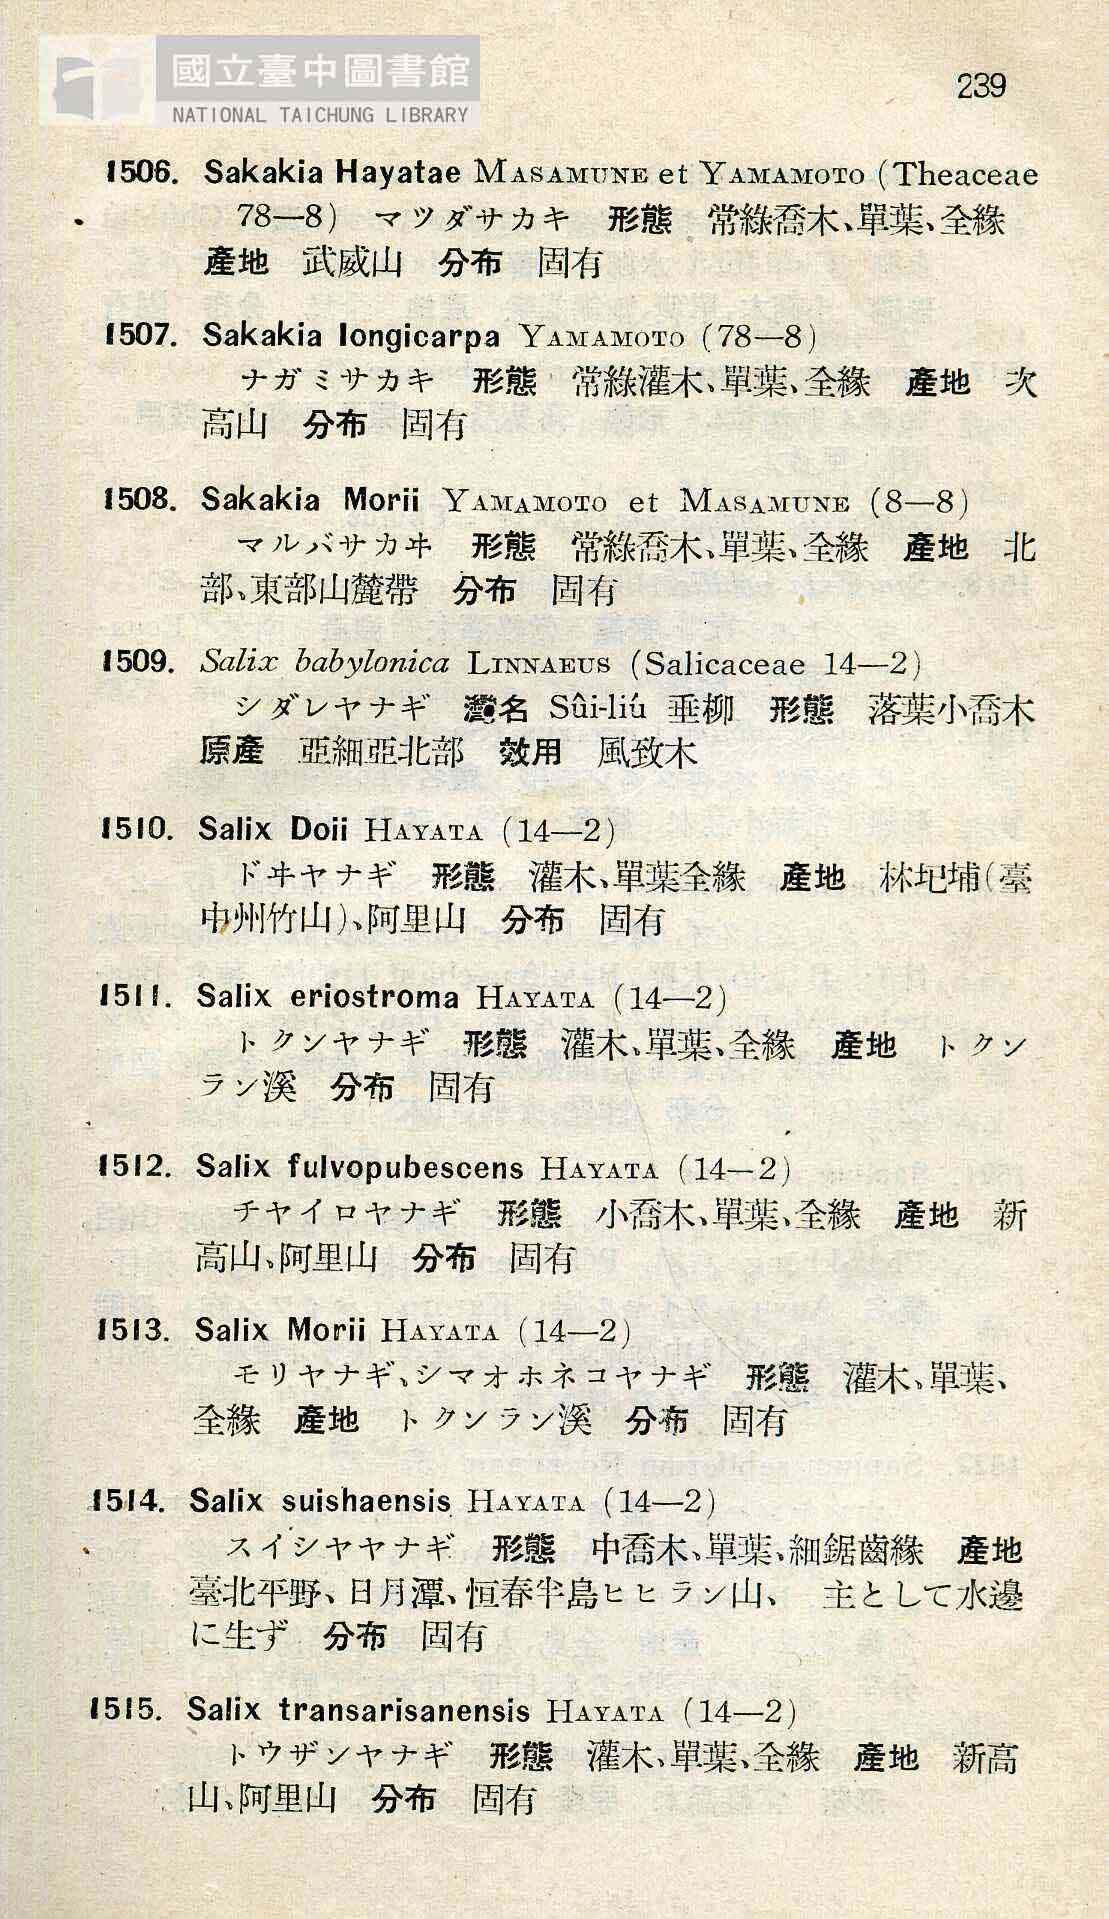 國立臺中圖書館
NATIONAL TAICHUNG LIBRARY
239
1506. Sakakia Hayatae MASAMUNE et YAMAMOTO (Theaceae
78—8) マツダサカキ 形態 常綠喬木、單葉、全緣
產地 武威山 分布 固有
1507. Sakakia longicarpa YAMAMOTO (78—8)
ナガミサカキ 形態 常綠灌木、單葉、全緣 產地 次
高山 分布 固有
1508. Sakakia Morii YAMAMOTO et MASAMUNE (8—8)
マルバサカヰ 形態 常綠喬木、單葉、全緣 產地 北
部、東部山麓帶 分布 固有
1509. Salix babylonica LINNAEUS (Salicaceae 14—2)
シダレヤナギ 灣名 Sûi-liú 垂柳 形態 落葉小喬木
原產 亞細亞北部 效用 風致木
1510. Salix Doii HAYATA (14—2)
ドヰヤナギ 形態 灌木、單葉全緣 產地 林圯埔(臺
中州竹山)、阿里山 分布 固有
1511. Salix eriostroma HAYATA (14—2)
トクンヤナギ 形態 灌木、單葉、全緣 產地 トクン
ラン溪 分布 固有
1512. Salix fulvopubescens HAYATA (14—2)
チヤイロヤナギ 形態 小喬木、單葉、全緣 產地 新
高山、阿里山 分布 固有
1513. Salix Morii HAYATA (14—2)
モリヤナギ、シマオホネコヤナギ 形態 灌木、單葉、
全緣 產地 トクンラン溪 分布 固有
1514. Salix suishaensis HAYATA (14—2)
スイシヤヤナギ 形態 中喬木、單葉、細鋸齒緣 產地
臺北平野、日月潭、恒春半島ヒヒラン山、 主として水邊
に生ず 分布 固有
1515. Salix transarisanensis HAYATA (14—2)
トウザンヤナギ 形態 灌木、單葉、全緣 產地 新高
山、阿里山 分布 固有